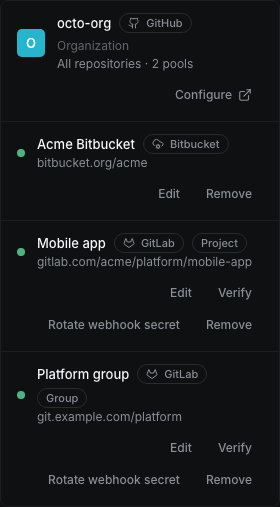 O
octo-org GitHub
Organization
All repositories · 2 pools
Configure
Acme Bitbucket Bitbucket
bitbucket.org/acme
Edit Remove
Mobile app GitLab Project
gitlab.com/acme/platform/mobile-app
Edit Verify
Rotate webhook secret Remove
Platform group GitLab
Group
git.example.com/platform
Edit Verify
Rotate webhook secret Remove